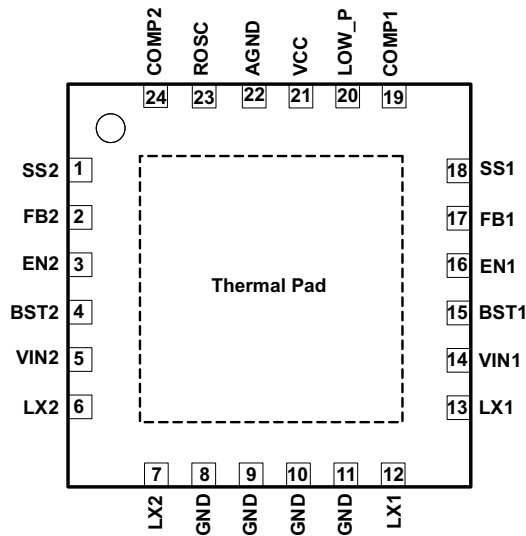 COMP2
ROSC
AGND
VCC
LOW_P
COMP1
24
23
22
21
20
19
SS2 1
18 SS1
FB2 2
17 FB1
EN2 3
16 EN1
Thermal Pad
BST2 4
15 BST1
VIN2 5
14 VIN1
LX2 6
13 LX1
7
8
9
10
11
12
LX2
GND
GND
GND
GND
LX1